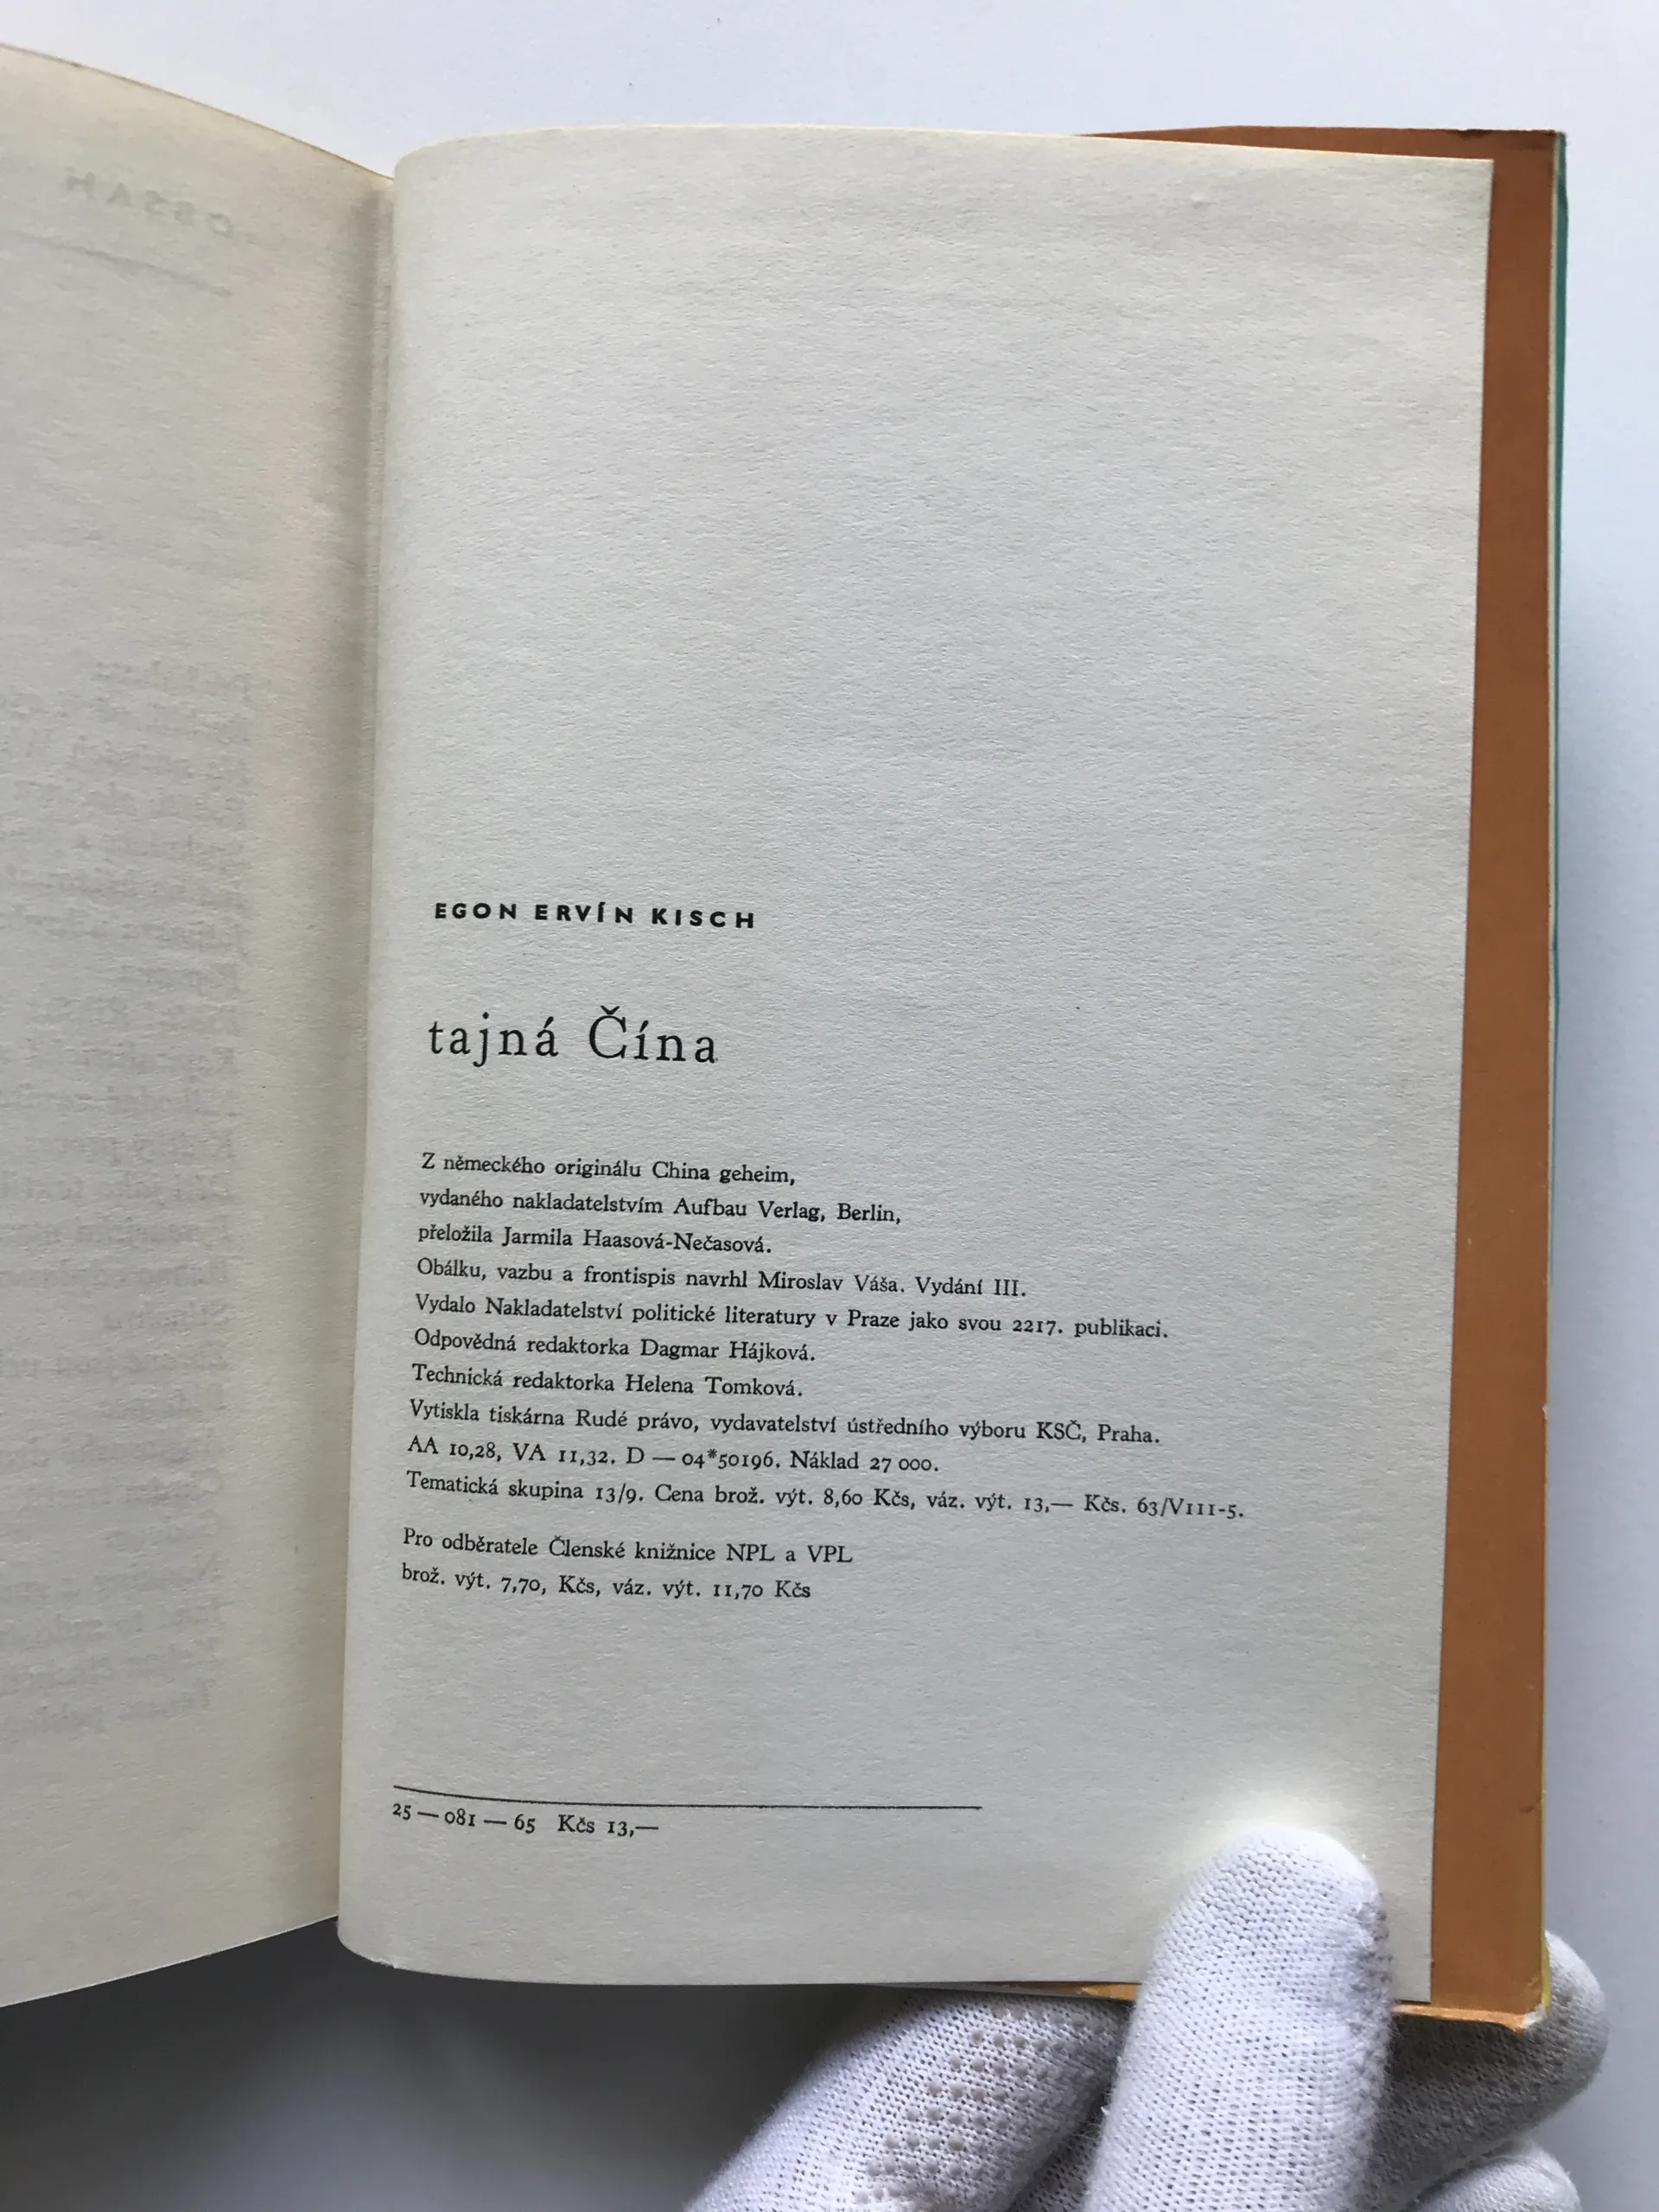 OBSAH
EGON ERVÍN KISCH
tajná Čína
Z německého originálu China geheim,
vydaného nakladatelstvím Aufbau Verlag, Berlin,
přeložila Jarmila Haasová-Nečasová.
Obálku, vazbu a frontispis navrhl Miroslav Váša. Vydání III.
Vydalo Nakladatelství politické literatury v Praze jako svou 2217. publikaci.
Odpovědná redaktorka Dagmar Hájková.
Technická redaktorka Helena Tomková.
Vytiskla tiskárna Rudé právo, vydavatelství ústředního výboru KSČ, Praha.
AA 10,28, VA 11,32. D — 04*50196. Náklad 27 000.
Tematická skupina 13/9. Cena brož. výt. 8,60 Kčs, váz. výt. 13,— Kčs. 63/VIII-5.
Pro odběratele Členské knižnice NPL a VPL
brož. výt. 7,70, Kčs, váz. výt. 11,70 Kčs
25 — 081 — 65 Kčs 13,—